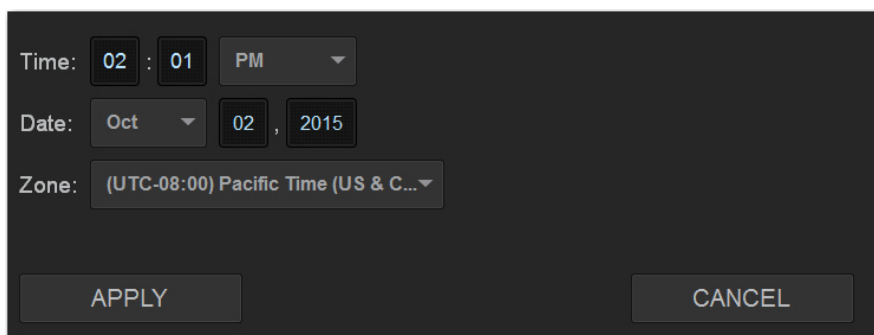 Time: 02 : 01 PM
Date: Oct 02 , 2015
Zone: (UTC-08:00) Pacific Time (US & C...
APPLY CANCEL